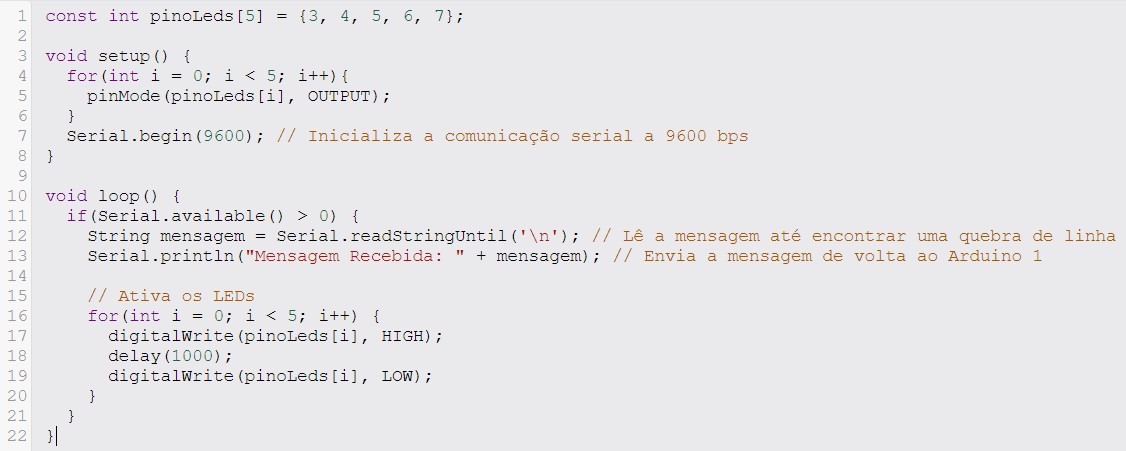 1 const int pinoLeds[5] = {3, 4, 5, 6, 7};
2
3 void setup() {
4   for(int i = 0; i < 5; i++){
5     pinMode(pinoLeds[i], OUTPUT);
6   }
7   Serial.begin(9600); // Inicializa a comunicação serial a 9600 bps
8 }
9
10 void loop() {
11   if(Serial.available() > 0) {
12     String mensagem = Serial.readStringUntil('\n'); // Lê a mensagem até encontrar uma quebra de linha
13     Serial.println("Mensagem Recebida: " + mensagem); // Envia a mensagem de volta ao Arduino 1
14
15     // Ativa os LEDs
16     for(int i = 0; i < 5; i++) {
17       digitalWrite(pinoLeds[i], HIGH);
18       delay(1000);
19       digitalWrite(pinoLeds[i], LOW);
20     }
21   }
22 }